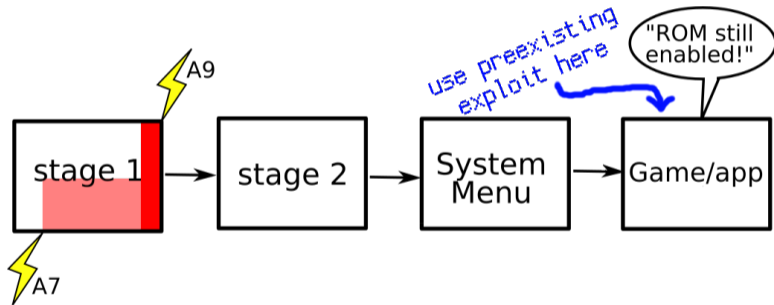 use preexisting
exploit here
"ROM still
enabled!"
A9
stage 1
stage 2
System
Menu
Game/app
A7